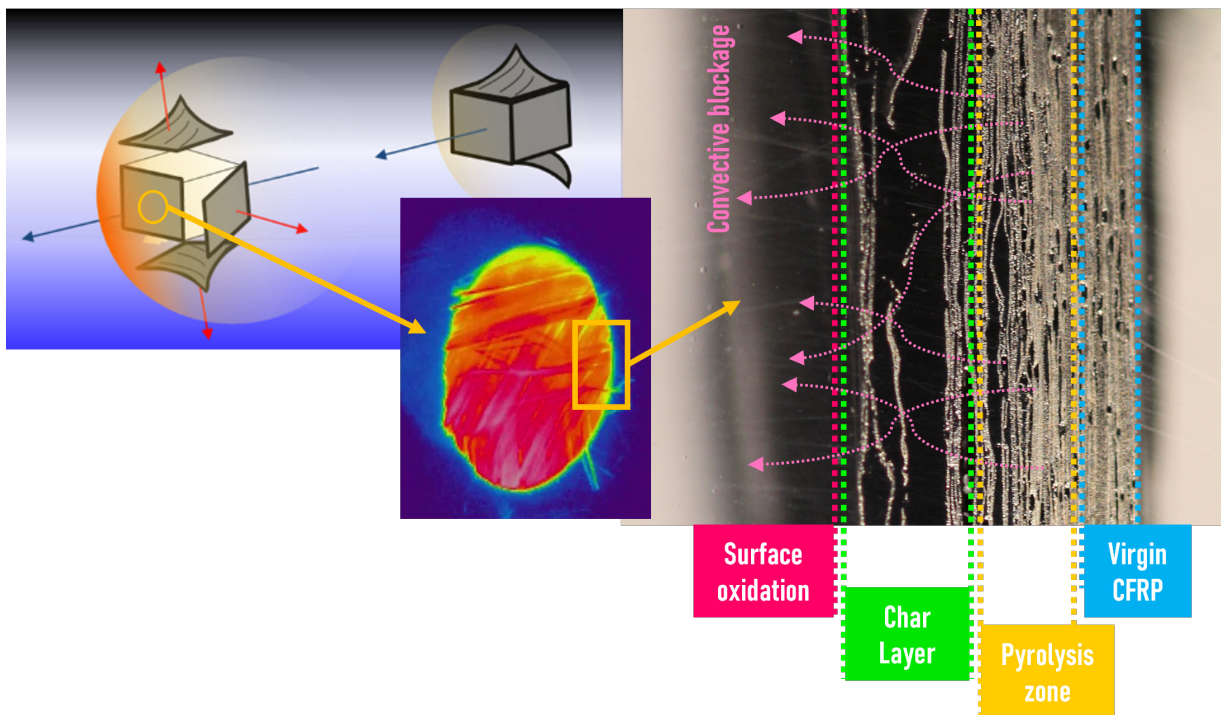 Convective blockage
Surface
oxidation
Char
Layer
Pyrolysis
zone
Virgin
CFRP